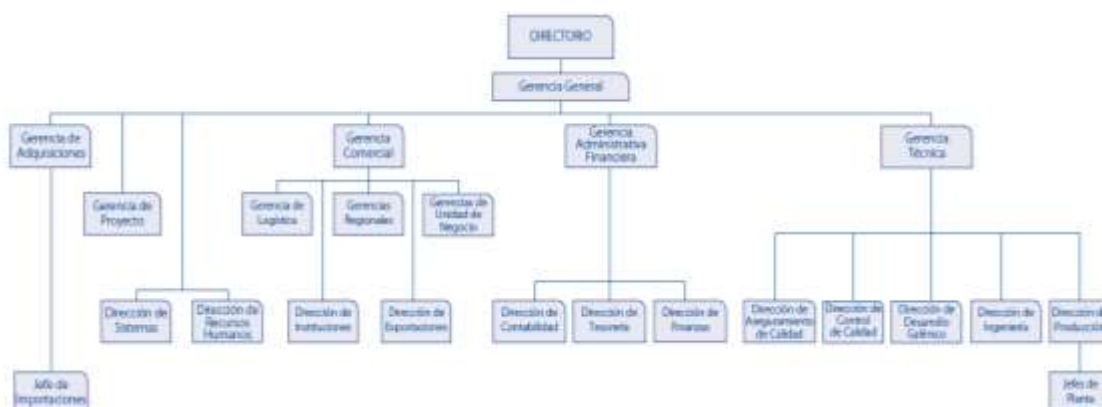 DIRECTORIO
Gerencia General
Gerencia de
Adquisiciones
Gerencia
Comercial
Gerencia
Administrativa
Financiera
Gerencia
Técnica
Gerencia de
Proyecto
Gerencia de
Logística
Gerencias
Regionales
Gerencias de
Unidad de
Negocio
Dirección de
Sistemas
Dirección de
Recursos
Humanos
Dirección de
Instituciones
Dirección de
Exportaciones
Dirección de
Contabilidad
Dirección de
Tesorería
Dirección de
Finanzas
Dirección de
Aseguramiento
de Calidad
Dirección de
Control
de Calidad
Dirección de
Desarrollo
Galénico
Dirección de
Ingeniería
Dirección de
Producción
Jefe de
Importaciones
Jefes de
Planta